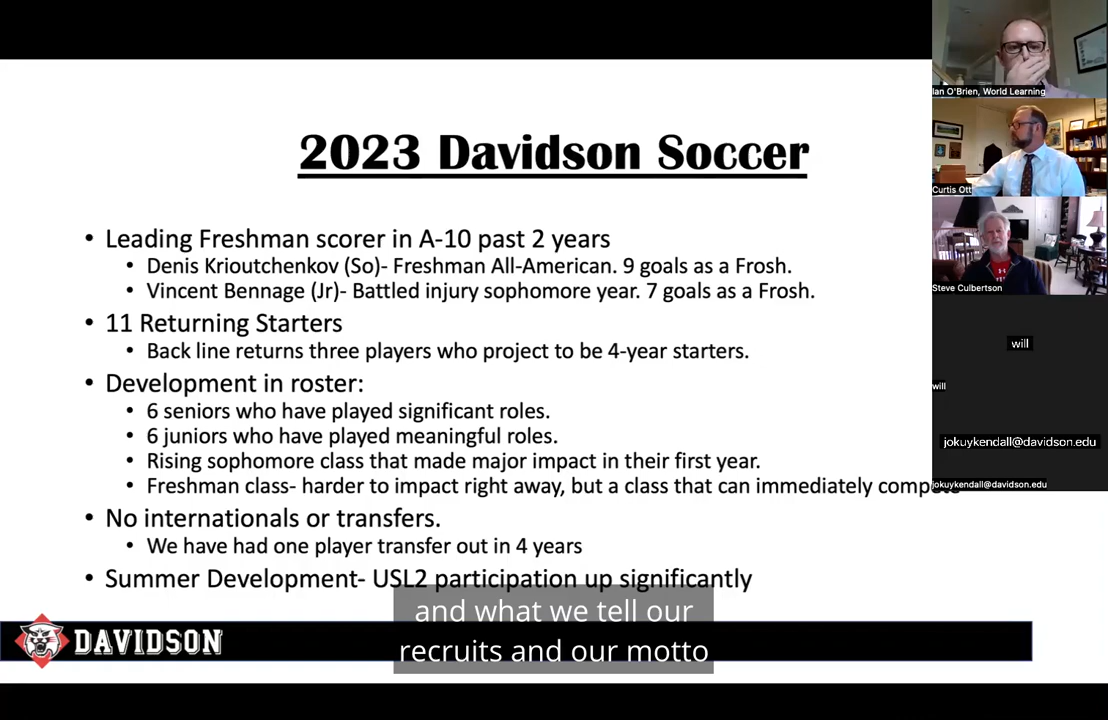 2023 Davidson Soccer
• Leading Freshman scorer in A-10 past 2 years
• Denis Krioutchenkov (So)- Freshman All-American. 9 goals as a Frosh.
• Vincent Bennage (Jr)- Battled injury sophomore year. 7 goals as a Frosh.
• 11 Returning Starters
• Back line returns three players who project to be 4-year starters.
• Development in roster:
• 6 seniors who have played significant roles.
• 6 juniors who have played meaningful roles.
• Rising sophomore class that made major impact in their first year.
• Freshman class- harder to impact right away, but a class that can immediately compete
• No internationals or transfers.
• We have had one player transfer out in 4 years
• Summer Development- USL2 participation up significantly
DAVIDSON
and what we tell our
recruits and our motto
Ian O'Brien, World Learning
Curtis Ott
Steve Culbertson
will
will
jokuykendall@davidson.edu
jokuykendall@davidson.edu